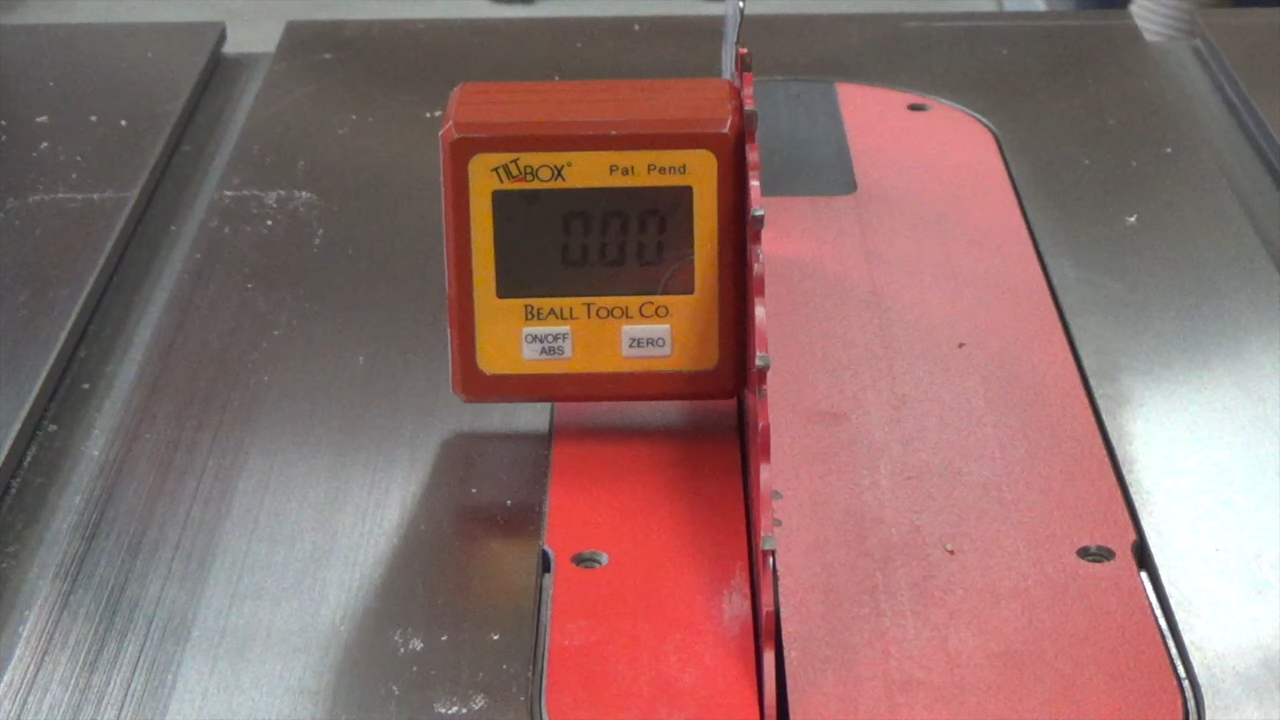 TILTBOX® Pat. Pend.
0.00
BEALL TOOL CO.
ON/OFF
ABS
ZERO